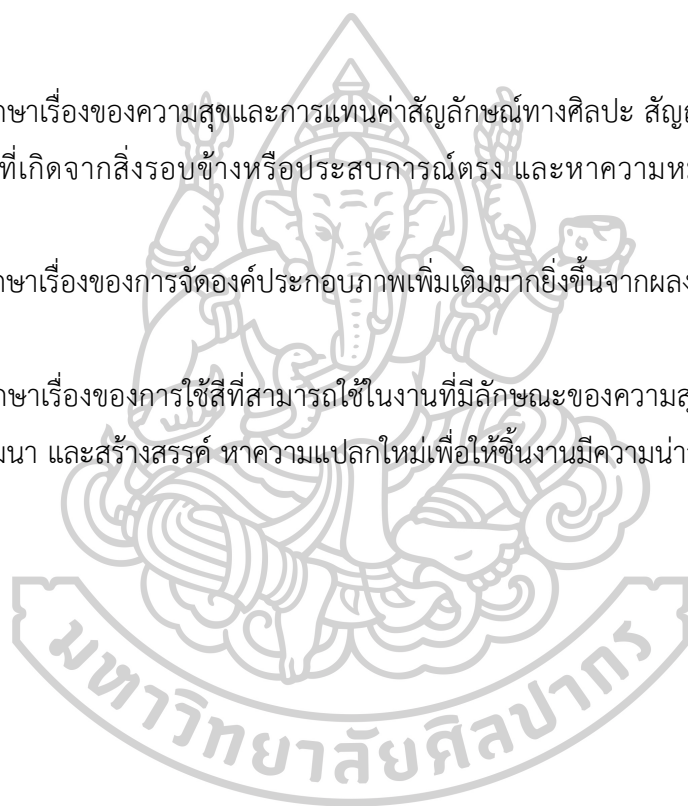 กษาเรื่องของความสุขและการแทนค่าสัญลักษณ์ทางศิลปะ
ที่เกิดจากสิ่งรอบข้างหรือประสบการณ์ตรง และหาความ
กษาเรื่องของการจัดองค์ประกอบภาพเพิ่มเติมมากยิ่งขึ้นจาก
กษาเรื่องของการใช้สีที่สามารถใช้ในงานที่มีลักษณะของความ
และสร้างสรรค์ หาความแปลกใหม่เพื่อให้ชิ้นงานมีความ
มหาวิทยาลัยศิลปากร